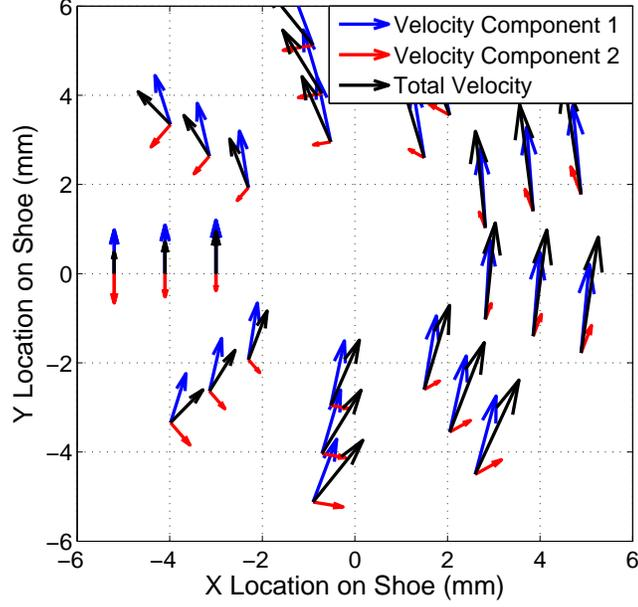 Velocity Component 1
Velocity Component 2
Total Velocity
6
4
2
0
−2
−4
−6
Y Location on Shoe (mm)
−6 −4 −2 0 2 4 6
X Location on Shoe (mm)